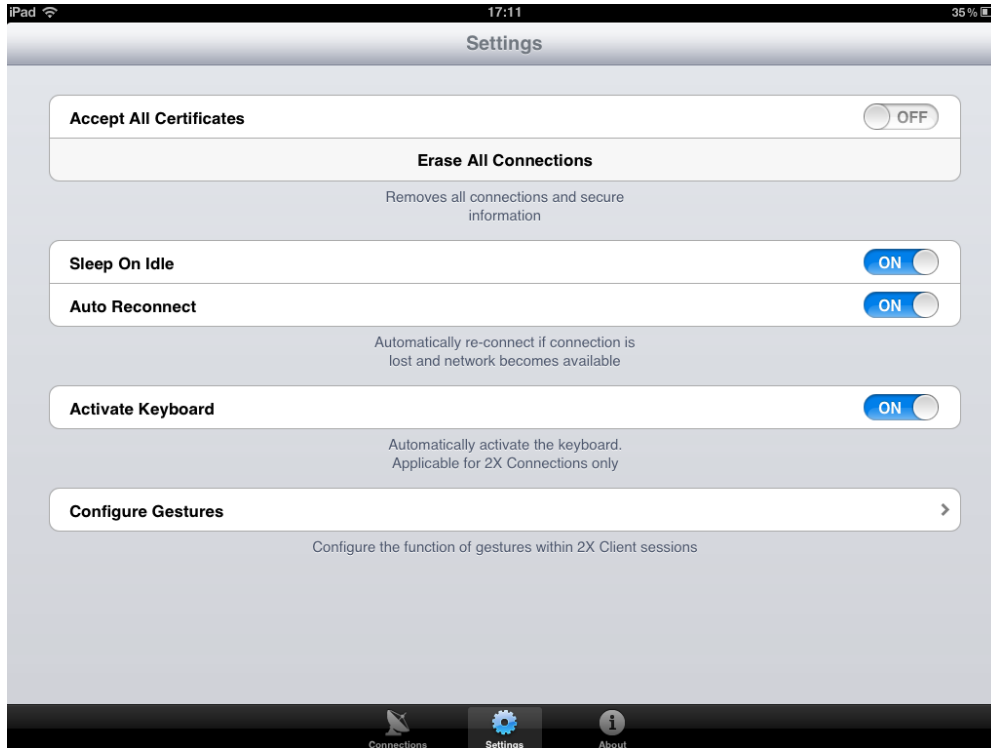 iPad 17:11 35%
Settings
Accept All Certificates OFF
Erase All Connections
Removes all connections and secure
information
Sleep On Idle ON
Auto Reconnect ON
Automatically re-connect if connection is
lost and network becomes available
Activate Keyboard ON
Automatically activate the keyboard.
Applicable for 2X Connections only
Configure Gestures
Configure the function of gestures within 2X Client sessions
Connections Settings About